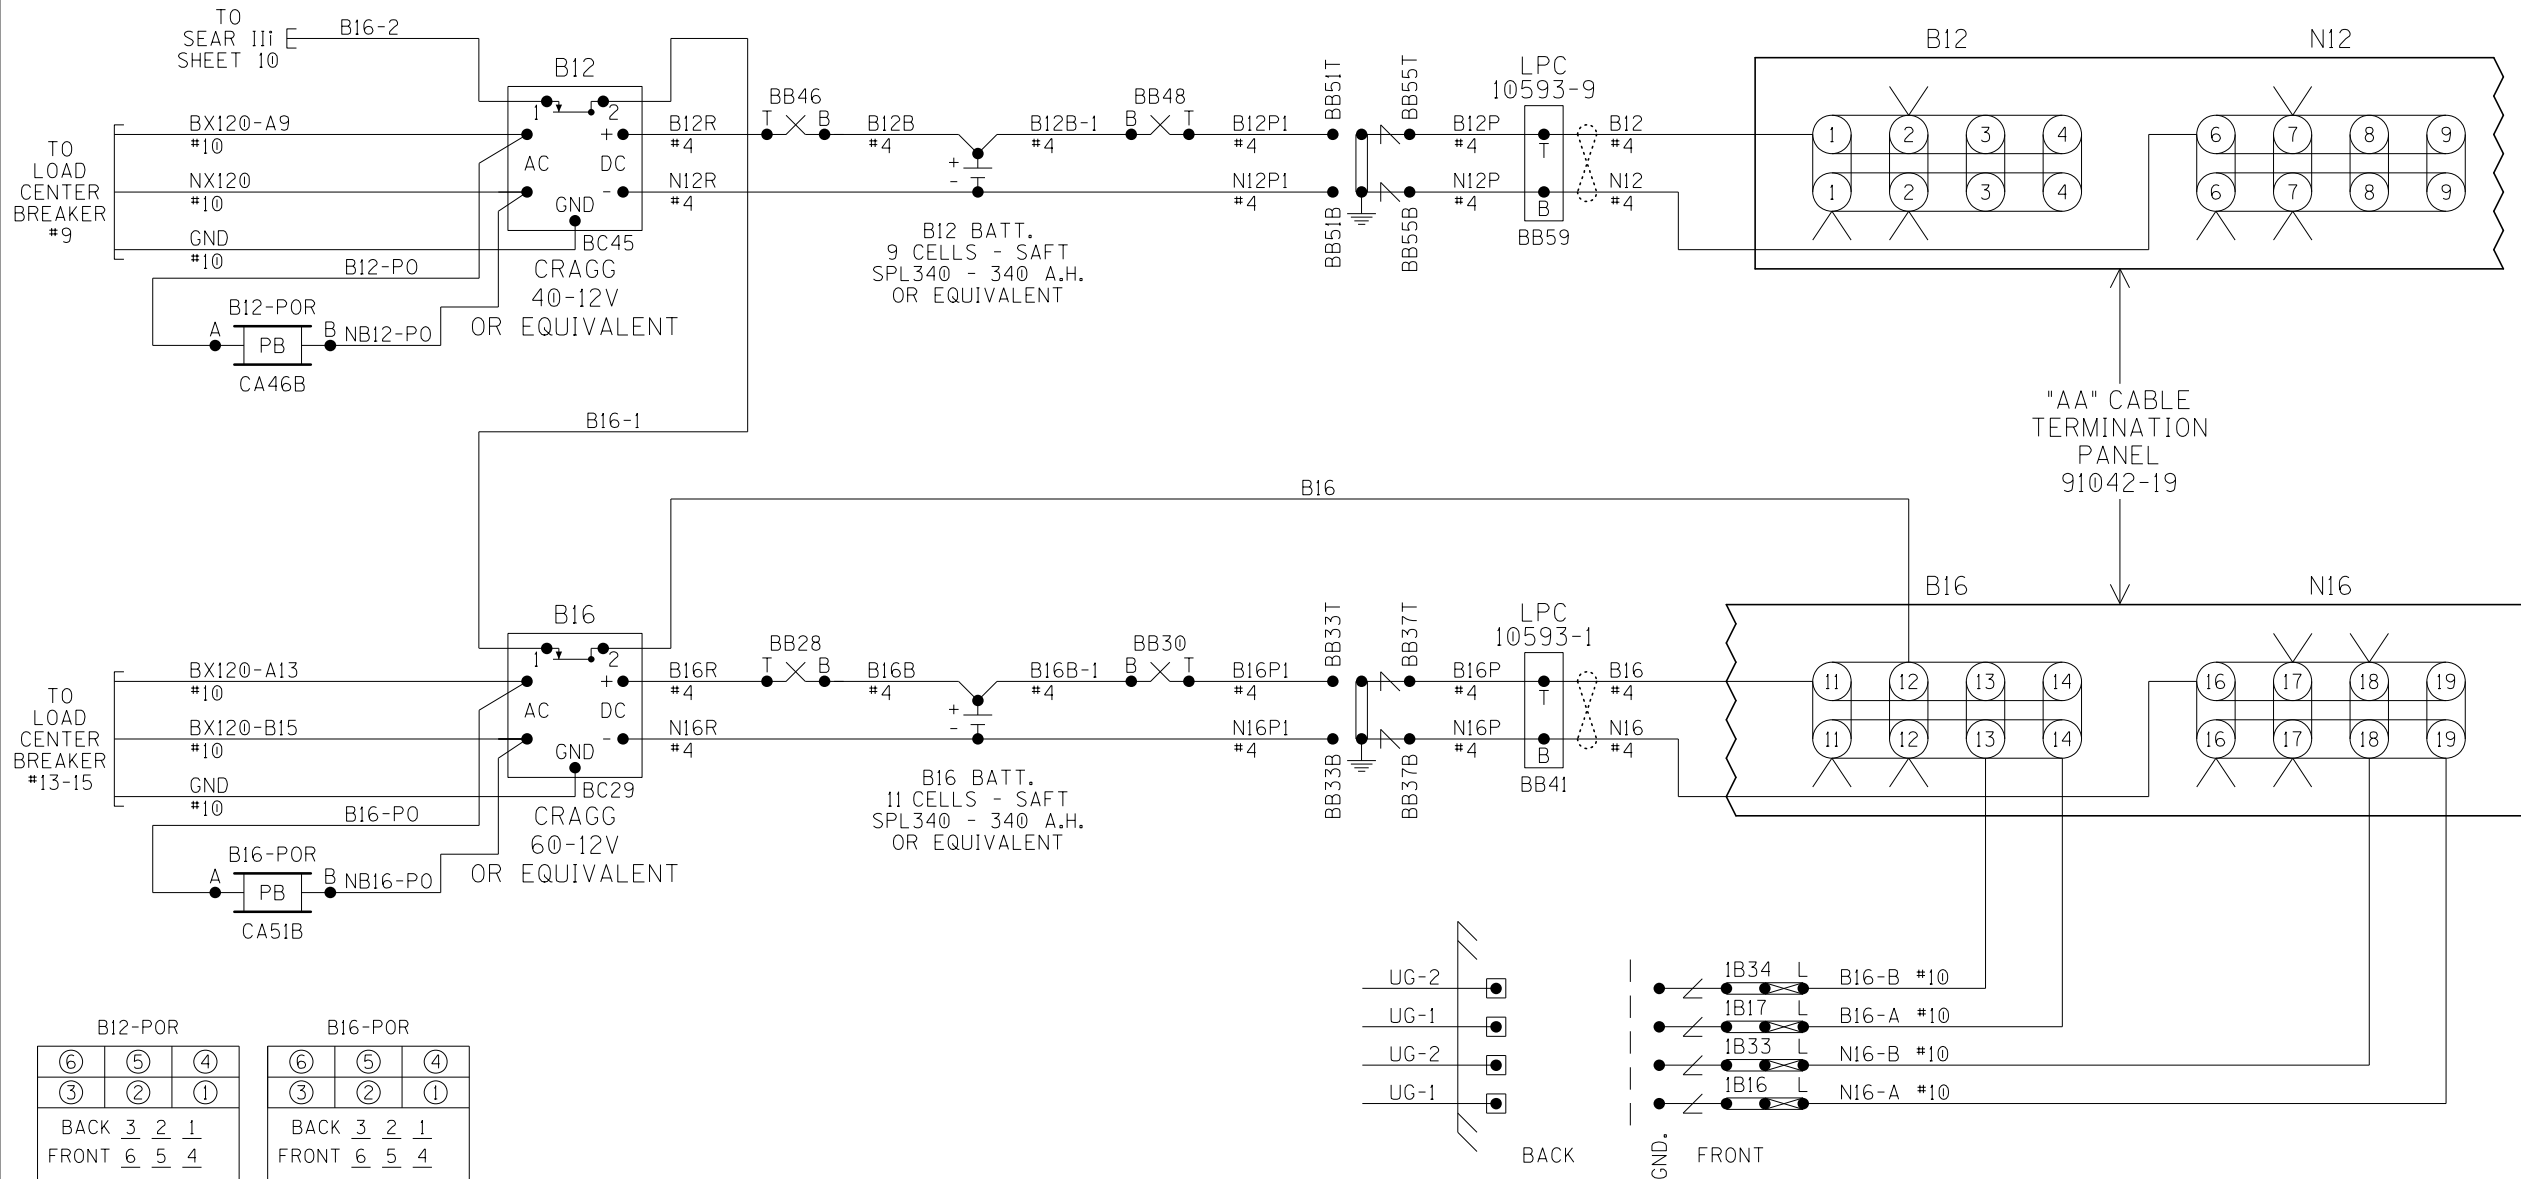 TO
SEAR IIi
SHEET 10
B16-2
B12
1
2
BX120-A9
#10
TO
LOAD
CENTER
BREAKER
#9
NX120
#10
GND
#10
AC
DC
+
-
GND
BC45
CRAGG
40-12V
OR EQUIVALENT
B12-PO
B12-POR
A
PB
B
NB12-PO
CA46B
B12R
#4
N12R
#4
BB46
T
B
B12B
#4
+
-
B12 BATT.
9 CELLS - SAFT
SPL340 - 340 A.H.
OR EQUIVALENT
B12B-1
#4
BB48
B
T
B12P1
#4
N12P1
#4
BB51T
BB51B
BB55T
BB55B
B12P
#4
N12P
#4
LPC
10593-9
T
B
BB59
B12
#4
N12
#4
B12
N12
1 2 3 4
6 7 8 9
1 2 3 4
6 7 8 9
"AA" CABLE
TERMINATION
PANEL
91042-19
B16-1
B16
B16
1
2
BX120-A13
#10
TO
LOAD
CENTER
BREAKER
#13-15
BX120-B15
#10
GND
#10
AC
DC
+
-
GND
BC29
CRAGG
60-12V
OR EQUIVALENT
B16-PO
B16-POR
A
PB
B
NB16-PO
CA51B
B16R
#4
N16R
#4
BB28
T
B
B16B
#4
+
-
B16 BATT.
11 CELLS - SAFT
SPL340 - 340 A.H.
OR EQUIVALENT
B16B-1
#4
BB30
B
T
B16P1
#4
N16P1
#4
BB33T
BB33B
BB37T
BB37B
B16P
#4
N16P
#4
LPC
10593-1
T
B
BB41
B16
#4
N16
#4
B16
N16
11 12 13 14
16 17 18 19
11 12 13 14
16 17 18 19
UG-2
UG-1
UG-2
UG-1
BACK
GND.
FRONT
1B34 L
B16-B #10
1B17 L
B16-A #10
1B33 L
N16-B #10
1B16 L
N16-A #10
B12-POR
6 5 4
3 2 1
BACK 3 2 1
FRONT 6 5 4
B16-POR
6 5 4
3 2 1
BACK 3 2 1
FRONT 6 5 4